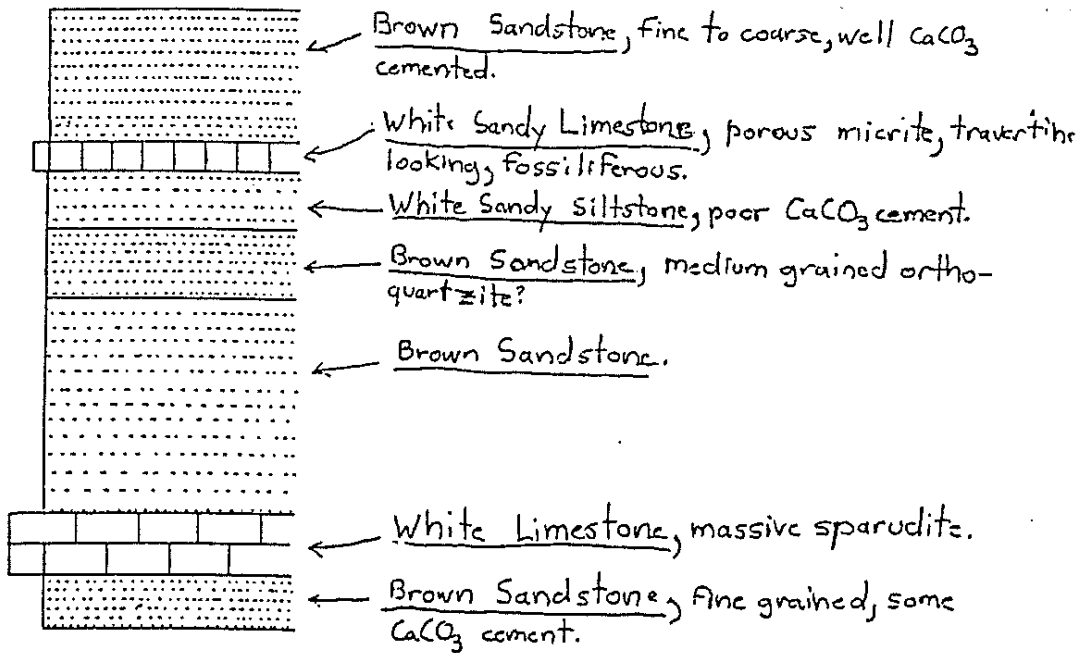 Brown Sandstone, fine to coarse, well CaCO₃
cemented.
White Sandy Limestone, porous micrite, travertine
looking, fossiliferous.
White Sandy Siltstone, poor CaCO₃ cement.
Brown Sandstone, medium grained ortho-
quartzite?
Brown Sandstone.
White Limestone, massive sparudite.
Brown Sandstone, fine grained, some
CaCO₃ cement.